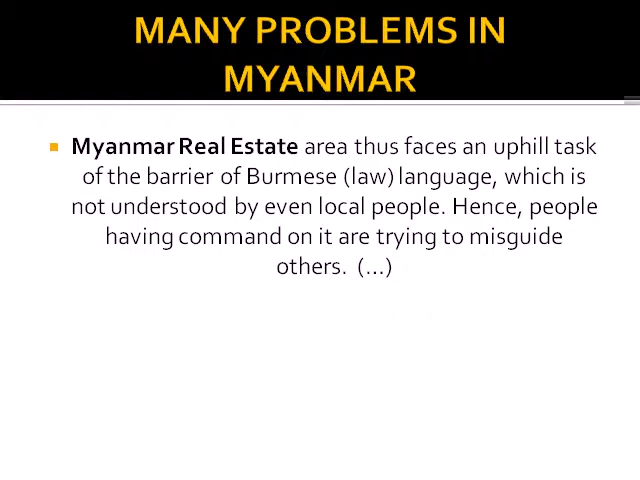 MANY PROBLEMS IN
MYANMAR
Myanmar Real Estate area thus faces an uphill task
of the barrier of Burmese (law) language, which is
not understood by even local people. Hence, people
having command on it are trying to misguide
others. (...)